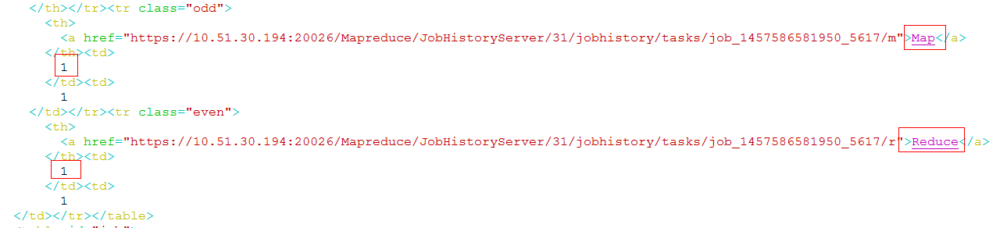 </th></tr><tr class="odd">
<th>
<a href="https://10.51.30.194:20026/Mapreduce/JobHistoryServer/31/jobhistory/tasks/job_1457586581950_5617/m">Map</a>
</th><td>
1
</td><td>
1
</td></tr><tr class="even">
<th>
<a href="https://10.51.30.194:20026/Mapreduce/JobHistoryServer/31/jobhistory/tasks/job_1457586581950_5617/r">Reduce</a>
</th><td>
1
</td><td>
1
</td></tr></table>